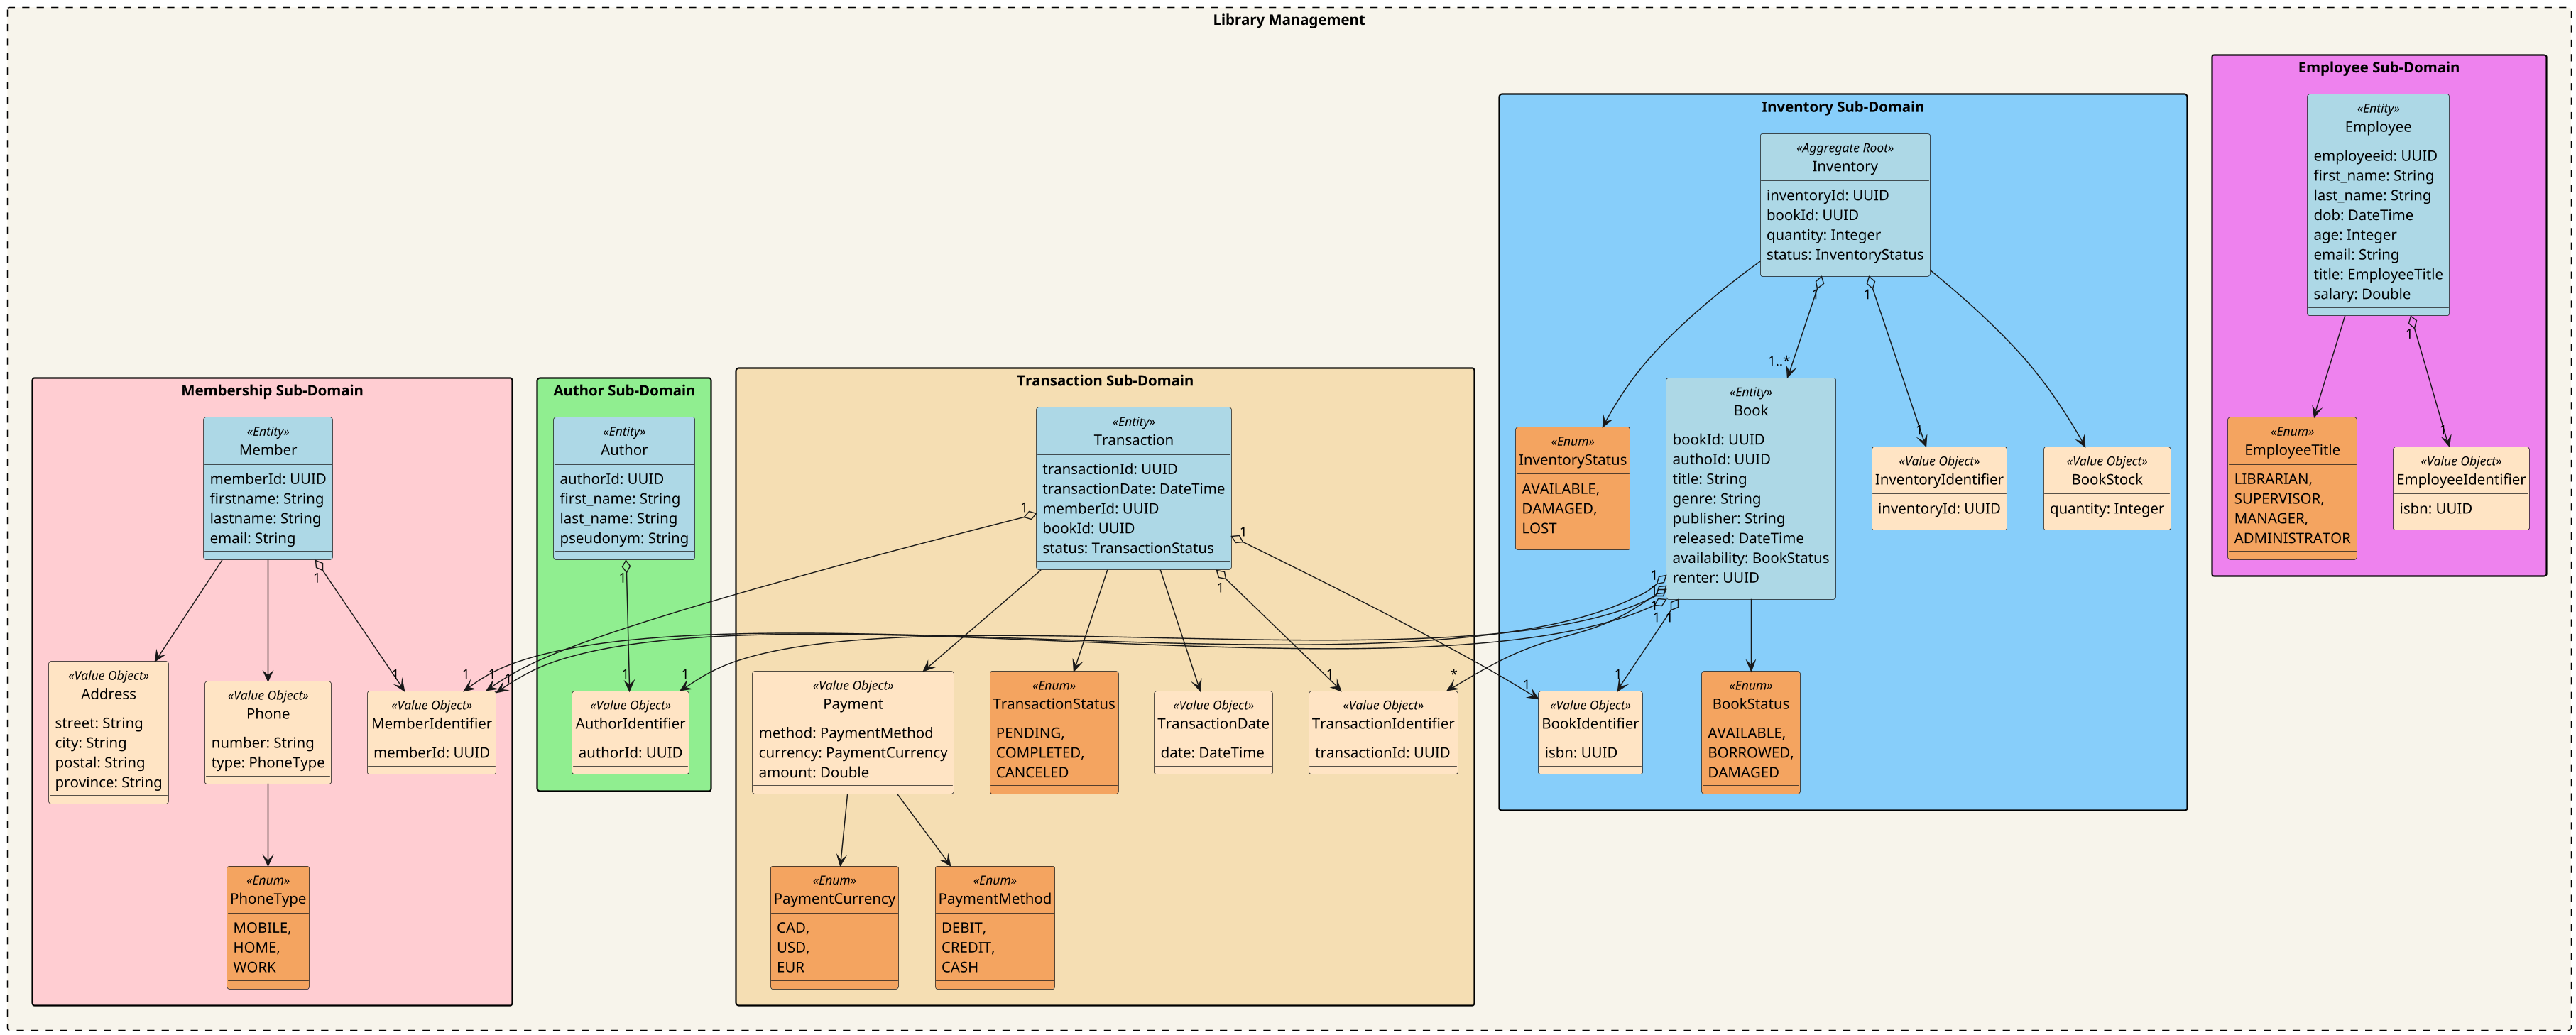 Library Management
Employee Sub-Domain
«Entity»
Employee
employeeid: UUID
first_name: String
last_name: String
dob: DateTime
age: Integer
email: String
title: EmployeeTitle
salary: Double
1
1
«Enum»
EmployeeTitle
LIBRARIAN,
SUPERVISOR,
MANAGER,
ADMINISTRATOR
«Value Object»
EmployeeIdentifier
isbn: UUID
Inventory Sub-Domain
«Aggregate Root»
Inventory
inventoryId: UUID
bookId: UUID
quantity: Integer
status: InventoryStatus
1
1
1..*
1
«Enum»
InventoryStatus
AVAILABLE,
DAMAGED,
LOST
«Entity»
Book
bookId: UUID
authoId: UUID
title: String
genre: String
publisher: String
released: DateTime
availability: BookStatus
renter: UUID
1
1
1
1
1
«Value Object»
InventoryIdentifier
inventoryId: UUID
«Value Object»
BookStock
quantity: Integer
1
1
«Value Object»
BookIdentifier
isbn: UUID
«Enum»
BookStatus
AVAILABLE,
BORROWED,
DAMAGED
Transaction Sub-Domain
«Entity»
Transaction
transactionId: UUID
transactionDate: DateTime
memberId: UUID
bookId: UUID
status: TransactionStatus
1
1
1
1
*
«Value Object»
Payment
method: PaymentMethod
currency: PaymentCurrency
amount: Double
«Enum»
TransactionStatus
PENDING,
COMPLETED,
CANCELED
«Value Object»
TransactionDate
date: DateTime
«Value Object»
TransactionIdentifier
transactionId: UUID
«Enum»
PaymentCurrency
CAD,
USD,
EUR
«Enum»
PaymentMethod
DEBIT,
CREDIT,
CASH
Author Sub-Domain
«Entity»
Author
authorId: UUID
first_name: String
last_name: String
pseudonym: String
1
1
1
«Value Object»
AuthorIdentifier
authorId: UUID
Membership Sub-Domain
«Entity»
Member
memberId: UUID
firstname: String
lastname: String
email: String
1
1
1
1
1
«Value Object»
Address
street: String
city: String
postal: String
province: String
«Value Object»
Phone
number: String
type: PhoneType
«Value Object»
MemberIdentifier
memberId: UUID
«Enum»
PhoneType
MOBILE,
HOME,
WORK